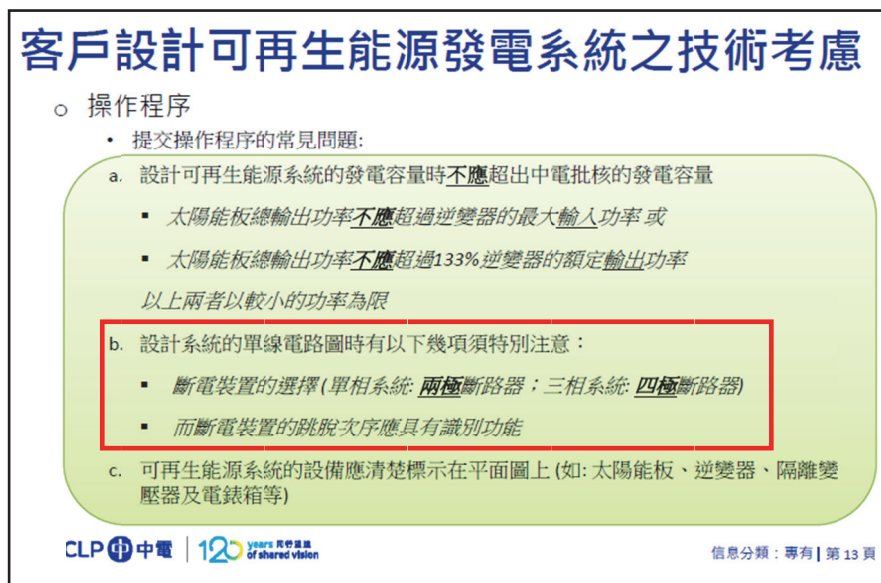 客戶設計可再生能源發電系統之技術考慮
o 操作程序
• 提交操作程序的常見問題:
a. 設計可再生能源系統的發電容量時不應超出中電批核的發電容量
▪ 太陽能板總輸出功率不應超過逆變器的最大輸入功率 或
▪ 太陽能板總輸出功率不應超過133%逆變器的額定輸出功率
以上兩者以較小的功率為限
b. 設計系統的單線電路圖時有以下幾項須特別注意：
▪ 斷電裝置的選擇 (單相系統: 兩極斷路器；三相系統: 四極斷路器)
▪ 而斷電裝置的跳脫次序應具有識別功能
c. 可再生能源系統的設備應清楚標示在平面圖上 (如: 太陽能板、逆變器、隔離變
壓器及電錶箱等)
CLP 中電 | 120 years of shared vision
信息分類：專有 | 第 13 頁